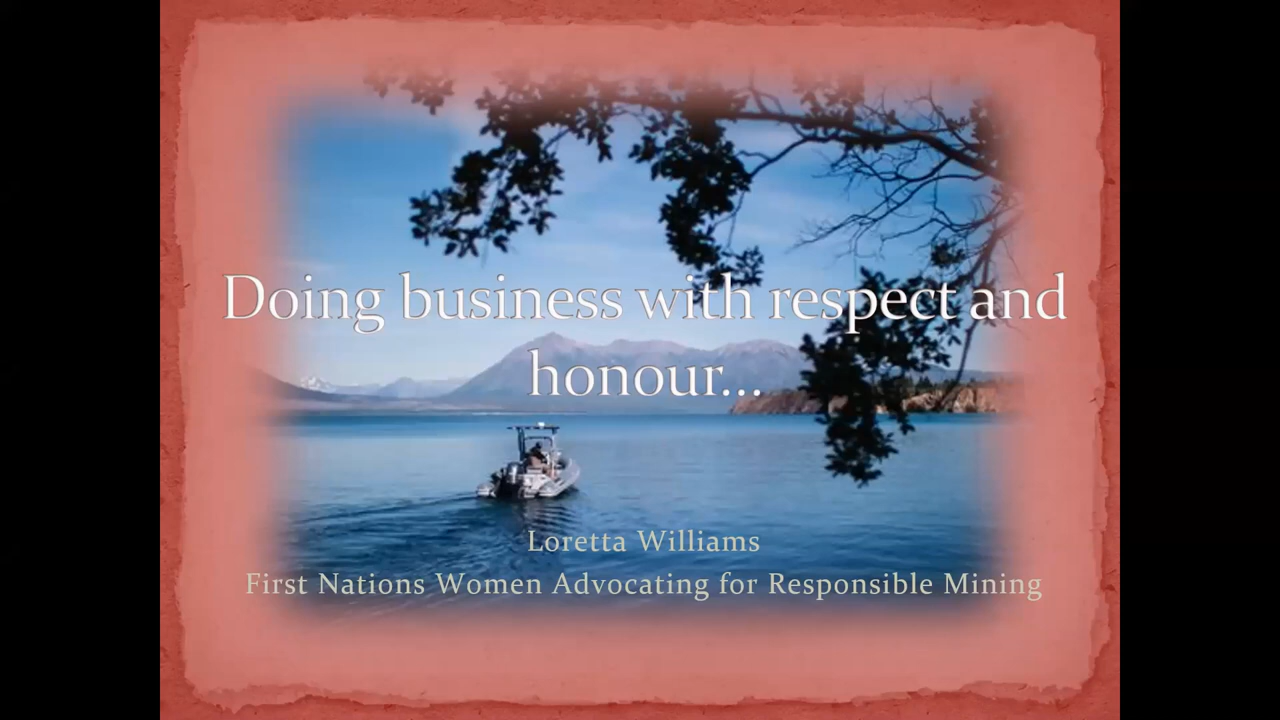 Doing business with respect and
honour...
Loretta Williams
First Nations Women Advocating for Responsible Mining